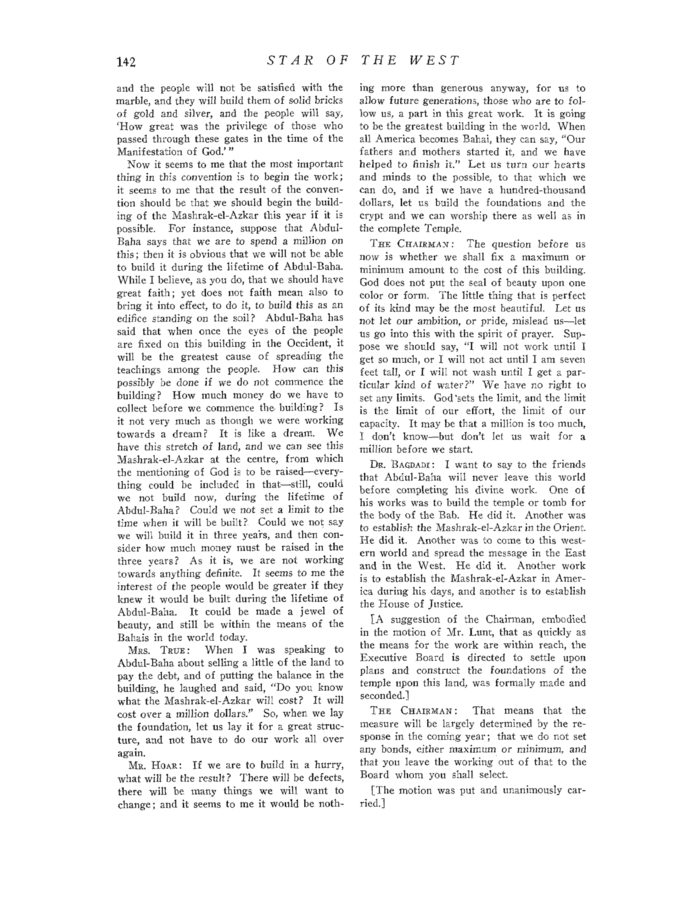 142
STAR OF THE WEST
and the people will not be satisfied with the
marble, and they will build them of solid bricks
of gold and silver, and the people will say,
'How great was the privilege of those who
passed through these gates in the time of the
Manifestation of God.'"
Now it seems to me that the most important
thing in this convention is to begin the work;
it seems to me that the result of the conven-
tion should be that we should begin the build-
ing of the Mashrak-el-Azkar this year if it is
possible. For instance, suppose that Abdul-
Baha says that we are to spend a million on
this; then it is obvious that we will not be able
to build it during the lifetime of Abdul-Baha.
While I believe, as you do, that we should have
great faith; yet does not faith mean also to
bring it into effect, to do it, to build this as an
edifice standing on the soil? Abdul-Baha has
said that when once the eyes of the people
are fixed on this building in the Occident, it
will be the greatest cause of spreading the
teachings among the people. How can this
possibly be done if we do not commence the
building? How much money do we have to
collect before we commence the building? Is
it not very much as though we were working
towards a dream? It is like a dream. We
have this stretch of land, and we can see this
Mashrak-el-Azkar at the centre, from which
the mentioning of God is to be raised—every-
thing could be included in that—still, could
we not build now, during the lifetime of
Abdul-Baha? Could we not set a limit to the
time when it will be built? Could we not say
we will build it in three years, and then con-
sider how much money must be raised in the
three years? As it is, we are not working
towards anything definite. It seems to me the
interest of the people would be greater if they
knew it would be built during the lifetime of
Abdul-Baha. It could be made a jewel of
beauty, and still be within the means of the
Bahais in the world today.
MRS. TRUE: When I was speaking to
Abdul-Baha about selling a little of the land to
pay the debt, and of putting the balance in the
building, he laughed and said, "Do you know
what the Mashrak-el-Azkar will cost? It will
cost over a million dollars." So, when we lay
the foundation, let us lay it for a great struc-
ture, and not have to do our work all over
again.
MR. HOAR: If we are to build in a hurry,
what will be the result? There will be defects,
there will be many things we will want to
change; and it seems to me it would be noth-
ing more than generous anyway, for us to
allow future generations, those who are to fol-
low us, a part in this great work. It is going
to be the greatest building in the world. When
all America becomes Bahai, they can say, "Our
fathers and mothers started it, and we have
helped to finish it." Let us turn our hearts
and minds to the possible, to that which we
can do, and if we have a hundred-thousand
dollars, let us build the foundations and the
crypt and we can worship there as well as in
the complete Temple.
THE CHAIRMAN: The question before us
now is whether we shall fix a maximum or
minimum amount to the cost of this building.
God does not put the seal of beauty upon one
color or form. The little thing that is perfect
of its kind may be the most beautiful. Let us
not let our ambition, or pride, mislead us—let
us go into this with the spirit of prayer. Sup-
pose we should say, "I will not work until I
get so much, or I will not act until I am seven
feet tall, or I will not wash until I get a par-
ticular kind of water?" We have no right to
set any limits. God sets the limit, and the limit
is the limit of our effort, the limit of our
capacity. It may be that a million is too much,
I don't know—but don't let us wait for a
million before we start.
DR. BAGDADI: I want to say to the friends
that Abdul-Baha will never leave this world
before completing his divine work. One of
his works was to build the temple or tomb for
the body of the Bab. He did it. Another was
to establish the Mashrak-el-Azkar in the Orient.
He did it. Another was to come to this west-
ern world and spread the message in the East
and in the West. He did it. Another work
is to establish the Mashrak-el-Azkar in Amer-
ica during his days, and another is to establish
the House of Justice.
[A suggestion of the Chairman, embodied
in the motion of Mr. Lunt, that as quickly as
the means for the work are within reach, the
Executive Board is directed to settle upon
plans and construct the foundations of the
temple upon this land, was formally made and
seconded.]
THE CHAIRMAN: That means that the
measure will be largely determined by the re-
sponse in the coming year; that we do not set
any bonds, either maximum or minimum, and
that you leave the working out of that to the
Board whom you shall select.
[The motion was put and unanimously car-
ried.]